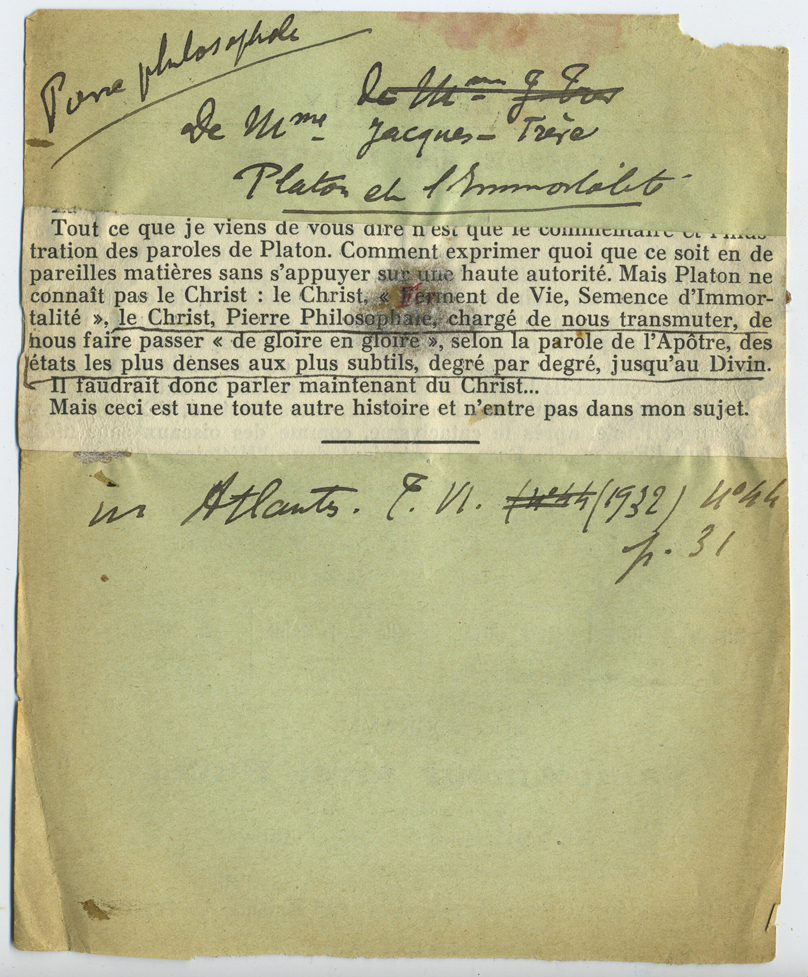 Pierre philosophale
de Mme J. Trèr
De Mme Jacques-Trère
Platon et l'Immortalité
Tout ce que je viens de vous dire n'est que le commentaire et l'illus-
tration des paroles de Platon. Comment exprimer quoi que ce soit en de
pareilles matières sans s'appuyer sur une haute autorité. Mais Platon ne
connaît pas le Christ : le Christ, « Ferment de Vie, Semence d'Immor-
talité », le Christ, Pierre Philosophale, chargé de nous transmuter, de
nous faire passer « de gloire en gloire », selon la parole de l'Apôtre, des
états les plus denses aux plus subtils, degré par degré, jusqu'au Divin.
Il faudrait donc parler maintenant du Christ...
Mais ceci est une toute autre histoire et n'entre pas dans mon sujet.
in Atlantis. T. VI. (n°44 (1932) n°44
p. 31